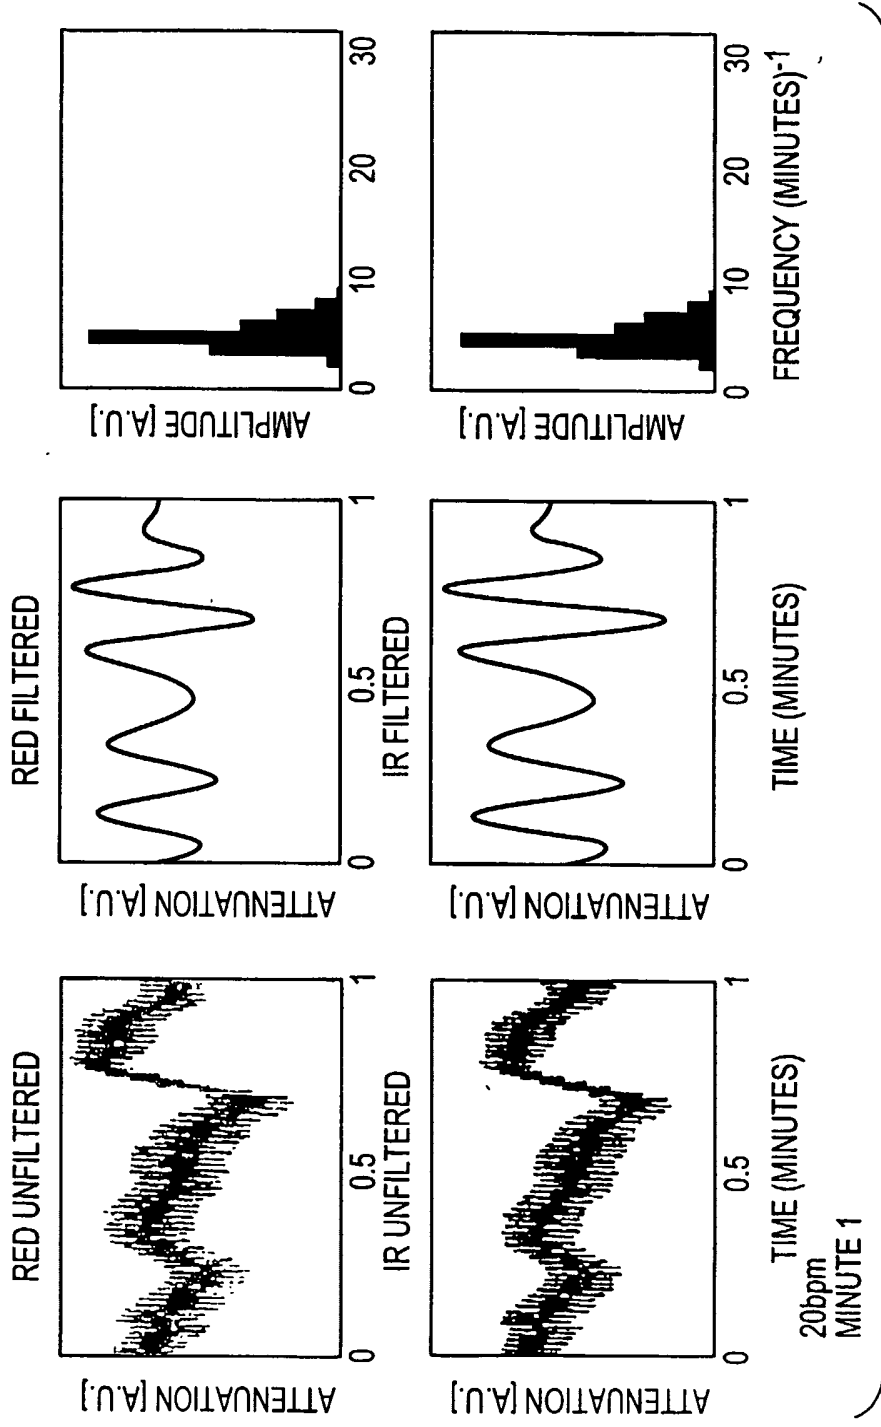 RED UNFILTERED
ATTENUATION [A.U.]
0
0.5
1
IR UNFILTERED
ATTENUATION [A.U.]
0
0.5
1
TIME (MINUTES)
20bpm
MINUTE 1
RED FILTERED
ATTENUATION [A.U.]
0
0.5
1
IR FILTERED
ATTENUATION [A.U.]
0
0.5
1
TIME (MINUTES)
AMPLITUDE [A.U.]
0
10
20
30
AMPLITUDE [A.U.]
0
10
20
30
FREQUENCY (MINUTES)-1